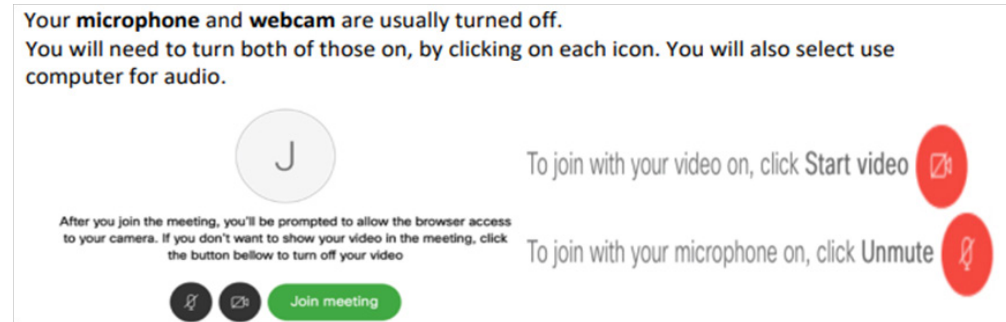 Your microphone and webcam are usually turned off.
You will need to turn both of those on, by clicking on each icon. You will also select use
computer for audio.
J
After you join the meeting, you'll be prompted to allow the browser access
to your camera. If you don't want to show your video in the meeting, click
the button bellow to turn off your video
Join meeting
To join with your video on, click Start video
To join with your microphone on, click Unmute